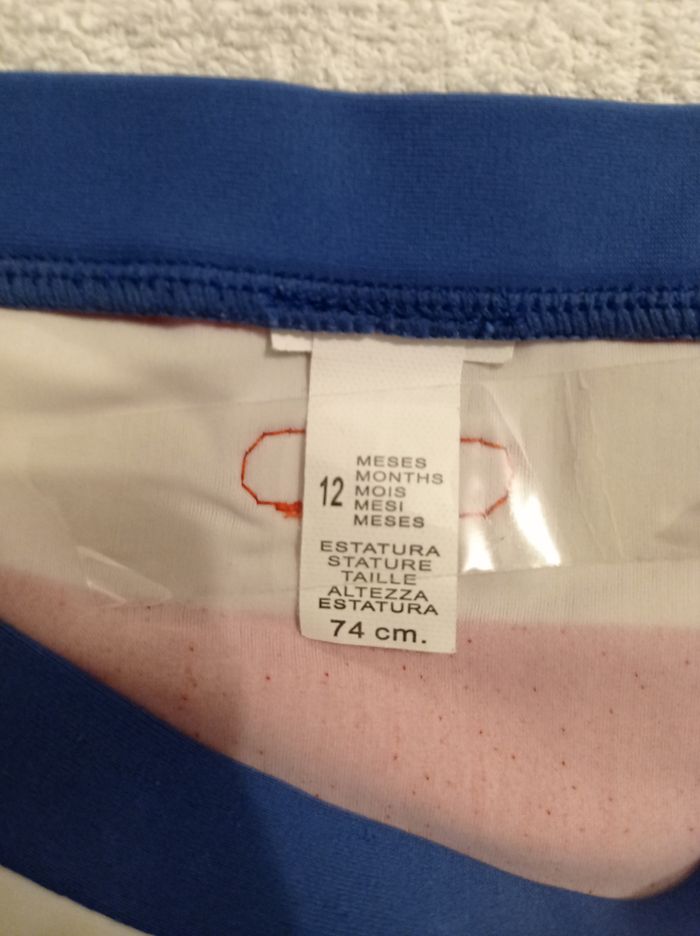 MESES
MONTHS
12 MOIS
MESI
MESES
ESTATURA
STATURE
TAILLE
ALTEZZA
ESTATURA
74 cm.